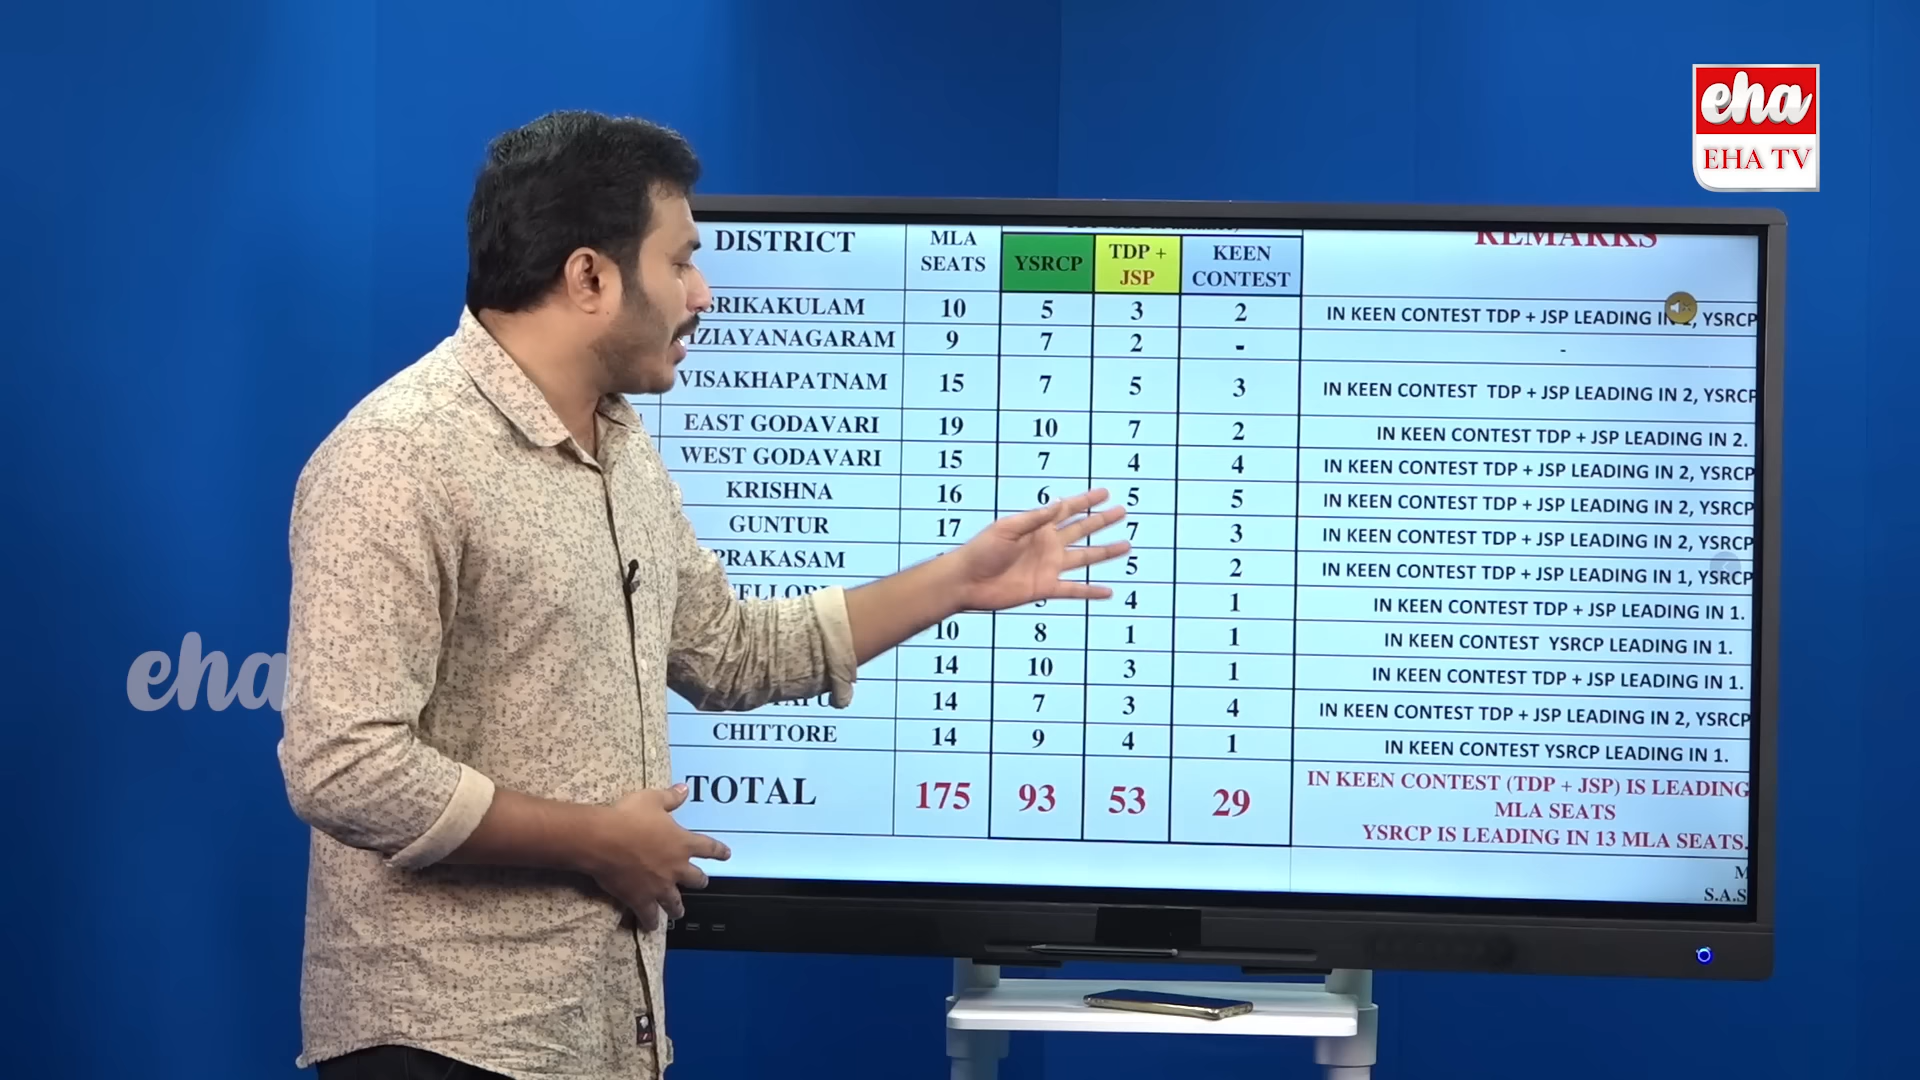 eha
EHA TV
DISTRICT
MLA SEATS
YSRCP
TDP + JSP
KEEN CONTEST
REMARKS
SRIKAKULAM 10 5 3 2 IN KEEN CONTEST TDP + JSP LEADING IN 2, YSRCP
IZIAYANAGARAM 9 7 2 - -
VISAKHAPATNAM 15 7 5 3 IN KEEN CONTEST TDP + JSP LEADING IN 2, YSRCP
EAST GODAVARI 19 10 7 2 IN KEEN CONTEST TDP + JSP LEADING IN 2.
WEST GODAVARI 15 7 4 4 IN KEEN CONTEST TDP + JSP LEADING IN 2, YSRCP
KRISHNA 16 6 5 5 IN KEEN CONTEST TDP + JSP LEADING IN 2, YSRCP
GUNTUR 17 7 3 IN KEEN CONTEST TDP + JSP LEADING IN 2, YSRCP
PRAKASAM 5 2 IN KEEN CONTEST TDP + JSP LEADING IN 1, YSRCP
4 1 IN KEEN CONTEST TDP + JSP LEADING IN 1.
10 8 1 1 IN KEEN CONTEST YSRCP LEADING IN 1.
14 10 3 1 IN KEEN CONTEST TDP + JSP LEADING IN 1.
14 7 3 4 IN KEEN CONTEST TDP + JSP LEADING IN 2, YSRCP
CHITTORE 14 9 4 1 IN KEEN CONTEST YSRCP LEADING IN 1.
TOTAL 175 93 53 29 IN KEEN CONTEST (TDP + JSP) IS LEADING
MLA SEATS
YSRCP IS LEADING IN 13 MLA SEATS.
M
S.A.S
eha